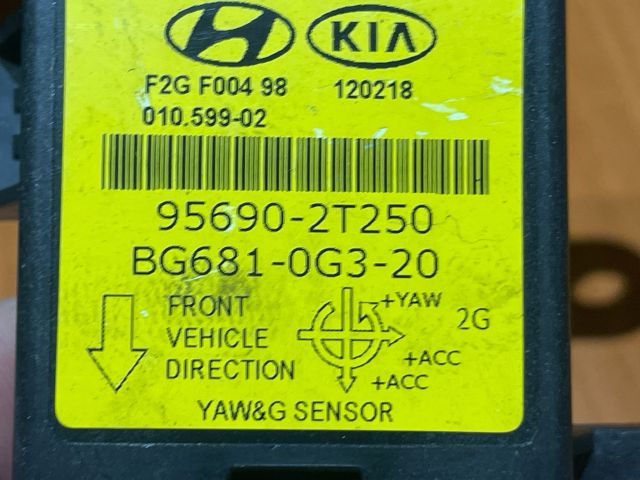 KIA
F2G F004 98 120218
010.599-02
95690-2T250
BG681-0G3-20
FRONT
VEHICLE
DIRECTION
+YAW
2G
+ACC
+ACC
YAW&G SENSOR